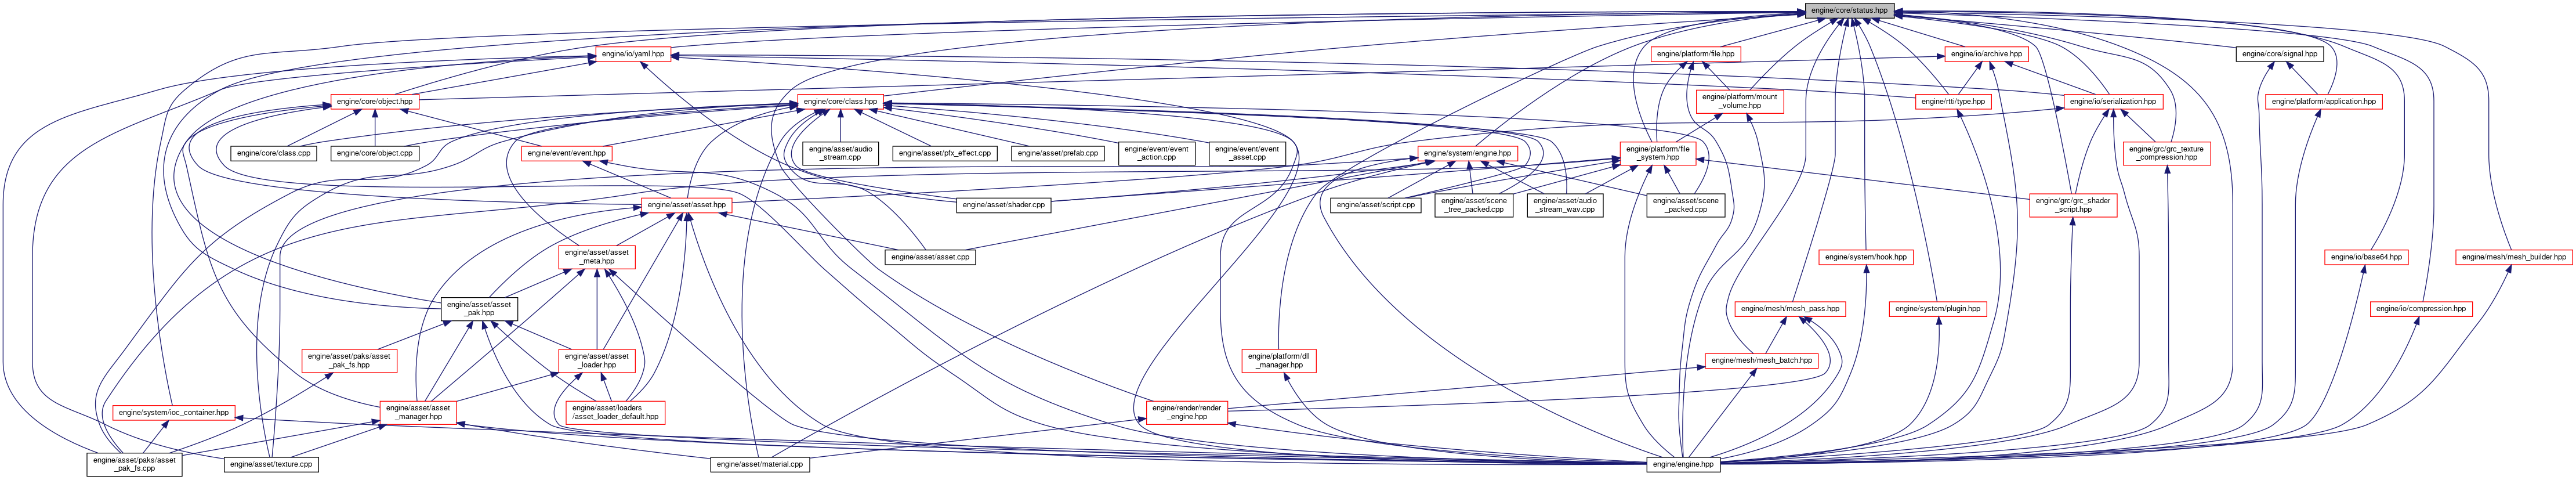 engine/core/status.hpp
engine/io/yaml.hpp
engine/platform/file.hpp
engine/io/archive.hpp
engine/core/signal.hpp
engine/core/object.hpp
engine/core/class.hpp
engine/platform/mount
_volume.hpp
engine/rtti/type.hpp
engine/io/serialization.hpp
engine/platform/application.hpp
engine/core/class.cpp
engine/core/object.cpp
engine/event/event.hpp
engine/asset/audio
_stream.cpp
engine/asset/pfx_effect.cpp
engine/asset/prefab.cpp
engine/event/event
_action.cpp
engine/event/event
_asset.cpp
engine/system/engine.hpp
engine/platform/file
_system.hpp
engine/grc/grc_texture
_compression.hpp
engine/asset/asset.hpp
engine/asset/shader.cpp
engine/asset/script.cpp
engine/asset/scene
_tree_packed.cpp
engine/asset/audio
_stream_wav.cpp
engine/asset/scene
_packed.cpp
engine/grc/grc_shader
_script.hpp
engine/asset/asset
_meta.hpp
engine/asset/asset.cpp
engine/system/hook.hpp
engine/io/base64.hpp
engine/mesh/mesh_builder.hpp
engine/asset/asset
_pak.hpp
engine/mesh/mesh_pass.hpp
engine/system/plugin.hpp
engine/io/compression.hpp
engine/asset/paks/asset
_pak_fs.hpp
engine/asset/asset
_loader.hpp
engine/platform/dll
_manager.hpp
engine/mesh/mesh_batch.hpp
engine/system/ioc_container.hpp
engine/asset/asset
_manager.hpp
engine/asset/loaders
/asset_loader_default.hpp
engine/render/render
_engine.hpp
engine/asset/paks/asset
_pak_fs.cpp
engine/asset/texture.cpp
engine/asset/material.cpp
engine/engine.hpp